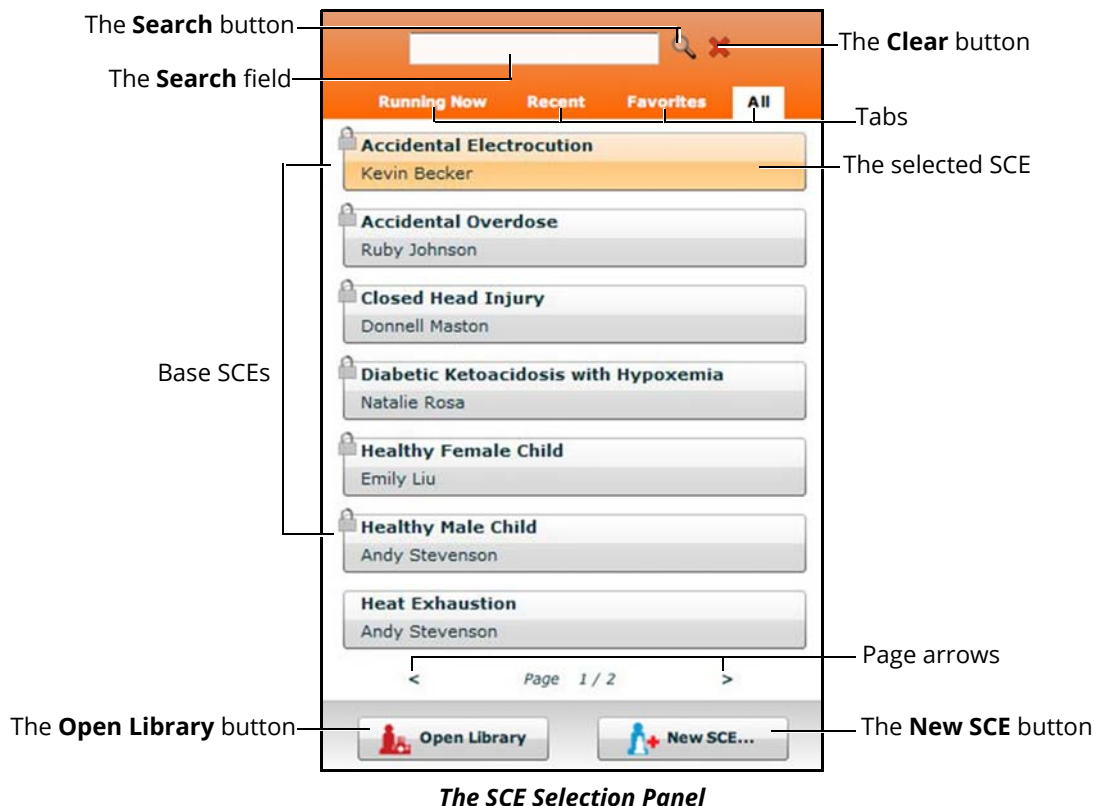 The Search button
The Clear button
The Search field
Running Now Recent Favorites All
Tabs
Accidental Electrocution
Kevin Becker
The selected SCE
Accidental Overdose
Ruby Johnson
Closed Head Injury
Donnell Maston
Base SCEs
Diabetic Ketoacidosis with Hypoxemia
Natalie Rosa
Healthy Female Child
Emily Liu
Healthy Male Child
Andy Stevenson
Heat Exhaustion
Andy Stevenson
Page arrows
< Page 1 / 2 >
The Open Library button
Open Library
New SCE...
The New SCE button
The SCE Selection Panel